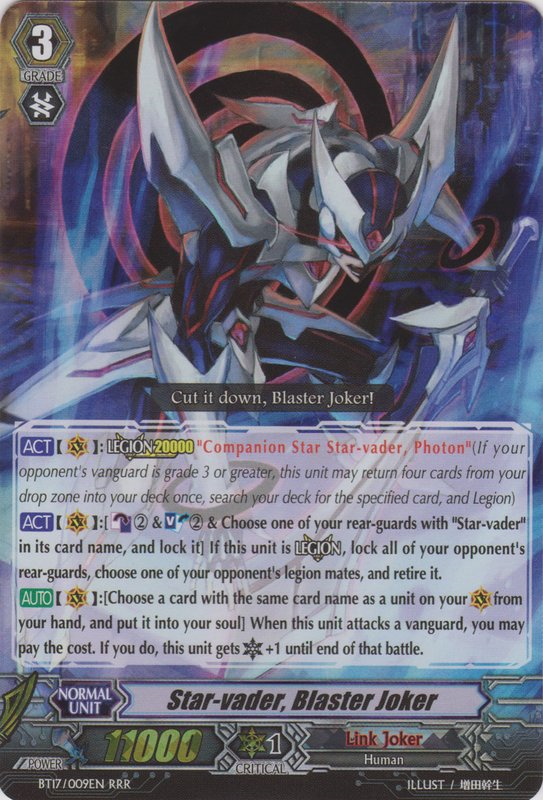 3
GRADE
Cut it down, Blaster Joker!
ACT【 】:LEGION20000 "Companion Star Star-vader, Photon"(If your
opponent's vanguard is grade 3 or greater, this unit may return four cards from your
drop zone into your deck once, search your deck for the specified card, and Legion)
ACT【 】:[ ② & ② & Choose one of your rear-guards with "Star-vader"
in its card name, and lock it] If this unit is LEGION, lock all of your opponent's
rear-guards, choose one of your opponent's legion mates, and retire it.
AUTO【 】:[Choose a card with the same card name as a unit on your from
your hand, and put it into your soul] When this unit attacks a vanguard, you may
pay the cost. If you do, this unit gets +1 until end of that battle.
NORMAL
UNIT
Star-vader, Blaster Joker
POWER
11000
1
CRITICAL
Link Joker
Human
BT17/009EN RRR
ILLUST / 増田幹生